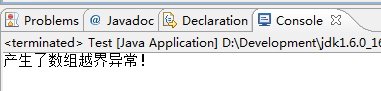 Problems @ Javadoc Declaration Console
<terminated> Test [Java Application] D:\Development\jdk1.6.0_16
产生了数组越界异常!